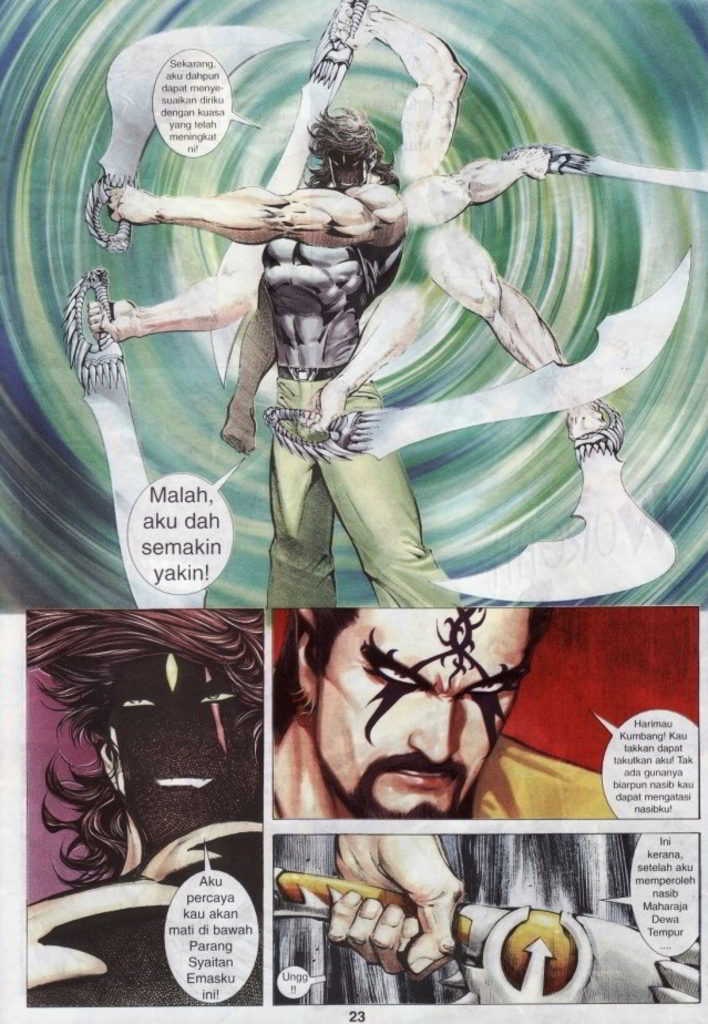 Sekarang,
aku dahpun
dapat menye-
suaikan diriku
dengan kuasa
yang telah
meningkat
ni!
Malah,
aku dah
semakin
yakin!
Aku
percaya
kau akan
mati di bawah
Parang
Syaitan
Emasku
ini!
Harimau
Kumbang! Kau
takkan dapat
takutkan aku! Tak
ada gunanya
biarpun nasib kau
dapat mengatasi
nasibku!
Ini
kerana,
setelah aku
memperoleh
nasib
Maharaja
Dewa
Tempur
....
Ungg
!!
23